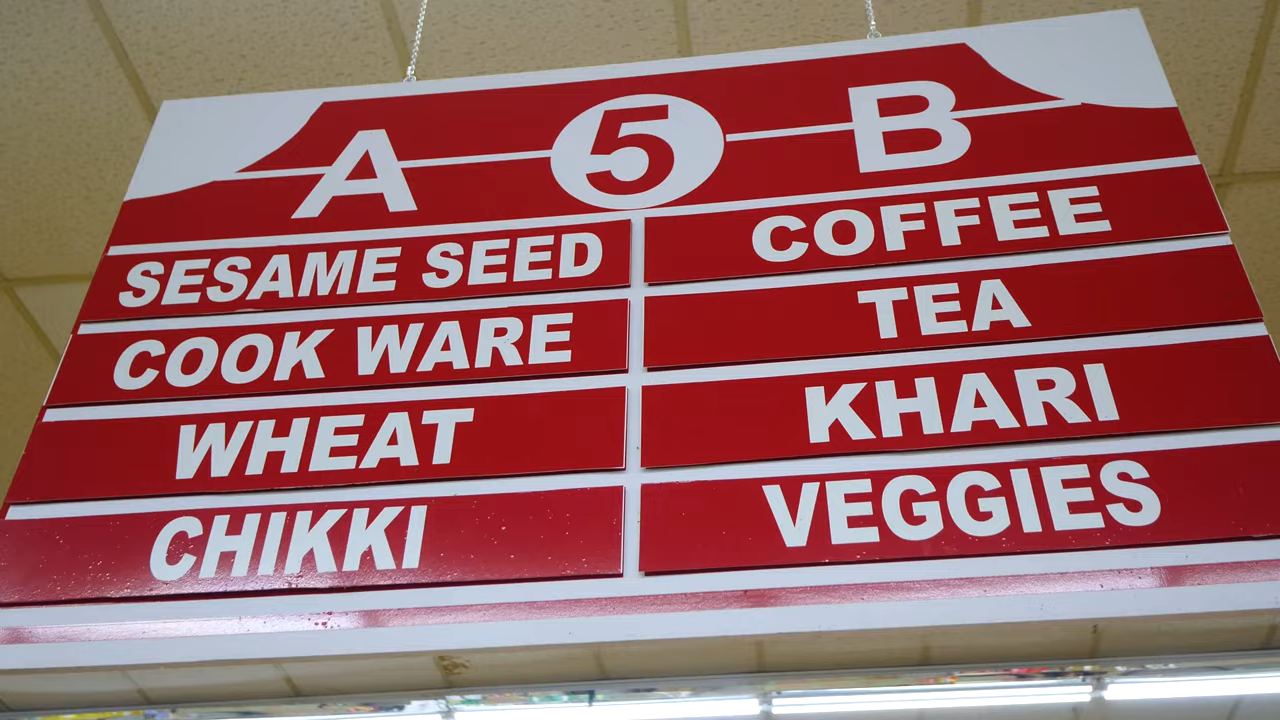 A 5 B
SESAME SEED
COOK WARE
WHEAT
CHIKKI
COFFEE
TEA
KHARI
VEGGIES